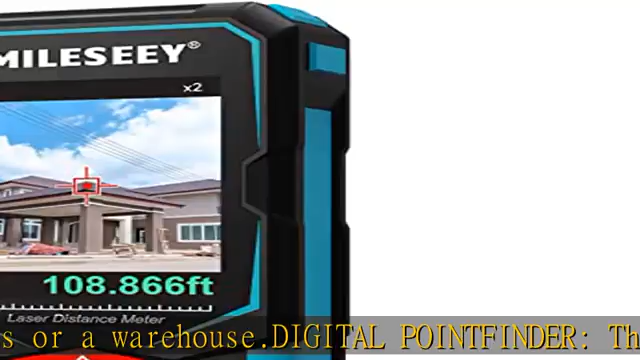 MILESEEY®
x2
108.866ft
Laser Distance Meter
s or a warehouse.DIGITAL POINTFINDER: Th